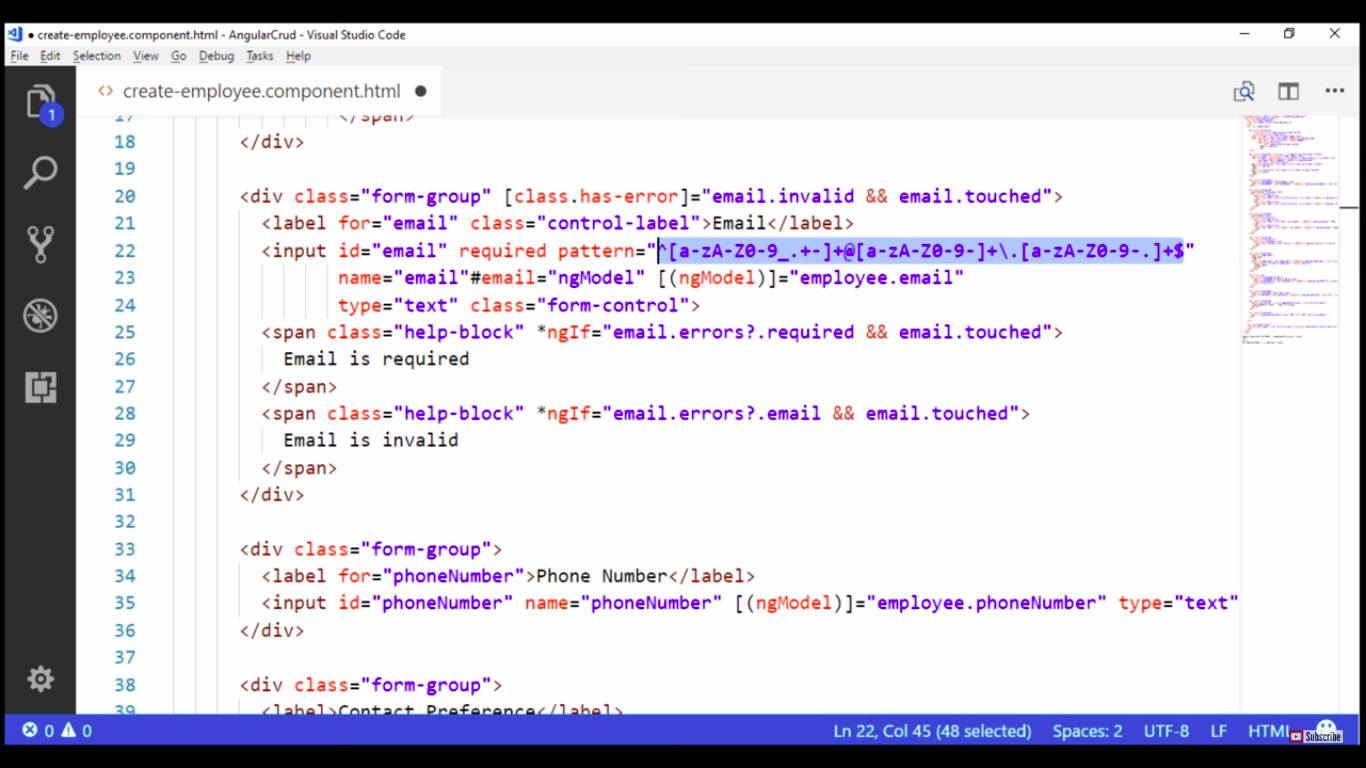 ● create-employee.component.html - AngularCrud - Visual Studio Code
File Edit Selection View Go Debug Tasks Help
<> create-employee.component.html ●
1
17 </span>
18 </div>
19
20 <div class="form-group" [class.has-error]="email.invalid && email.touched">
21 <label for="email" class="control-label">Email</label>
22 <input id="email" required pattern="^[a-zA-Z0-9_.+-]+@[a-zA-Z0-9-]+\.[a-zA-Z0-9-.]+$"
23 name="email"#email="ngModel" [(ngModel)]="employee.email"
24 type="text" class="form-control">
25 <span class="help-block" *ngIf="email.errors?.required && email.touched">
26 Email is required
27 </span>
28 <span class="help-block" *ngIf="email.errors?.email && email.touched">
29 Email is invalid
30 </span>
31 </div>
32
33 <div class="form-group">
34 <label for="phoneNumber">Phone Number</label>
35 <input id="phoneNumber" name="phoneNumber" [(ngModel)]="employee.phoneNumber" type="text"
36 </div>
37
38 <div class="form-group">
39 <label>Contact Preference</label>
0 0 Ln 22, Col 45 (48 selected) Spaces: 2 UTF-8 LF HTML Subscribe